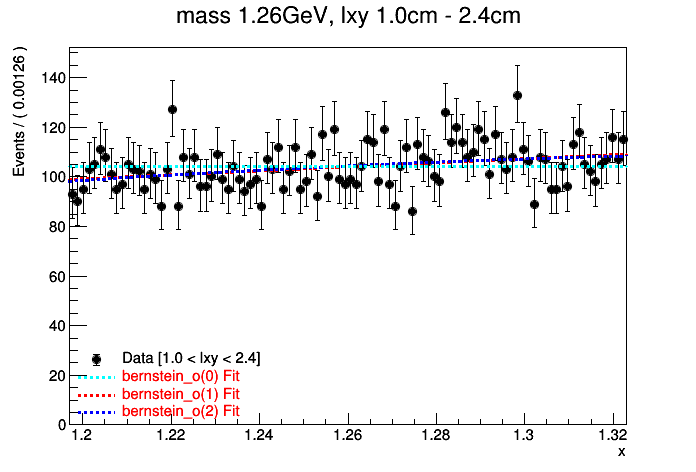 mass 1.26GeV, lxy 1.0cm - 2.4cm
Events / ( 0.00126 )
140
120
100
80
60
40
20
0
Data [1.0 < lxy < 2.4]
bernstein_o(0) Fit
bernstein_o(1) Fit
bernstein_o(2) Fit
1.2 1.22 1.24 1.26 1.28 1.3 1.32
x